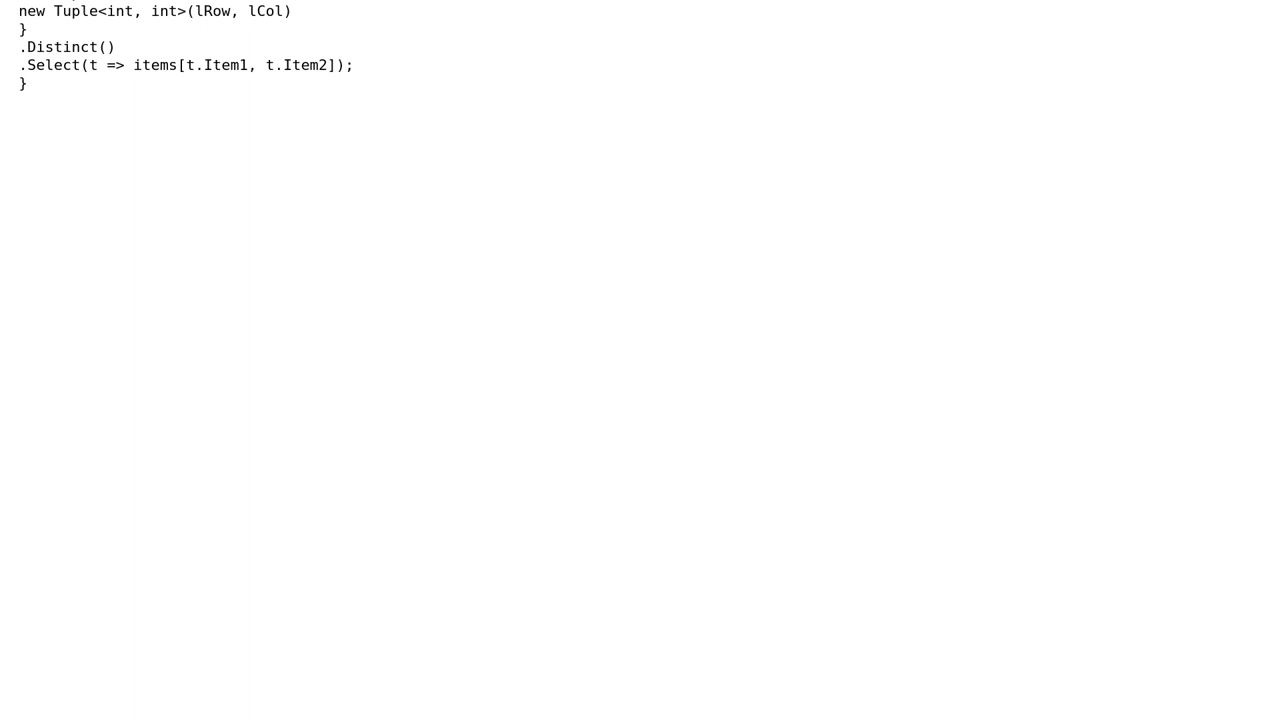 new Tuple<int, int>(lRow, lCol)
}
.Distinct()
.Select(t => items[t.Item1, t.Item2]);
}